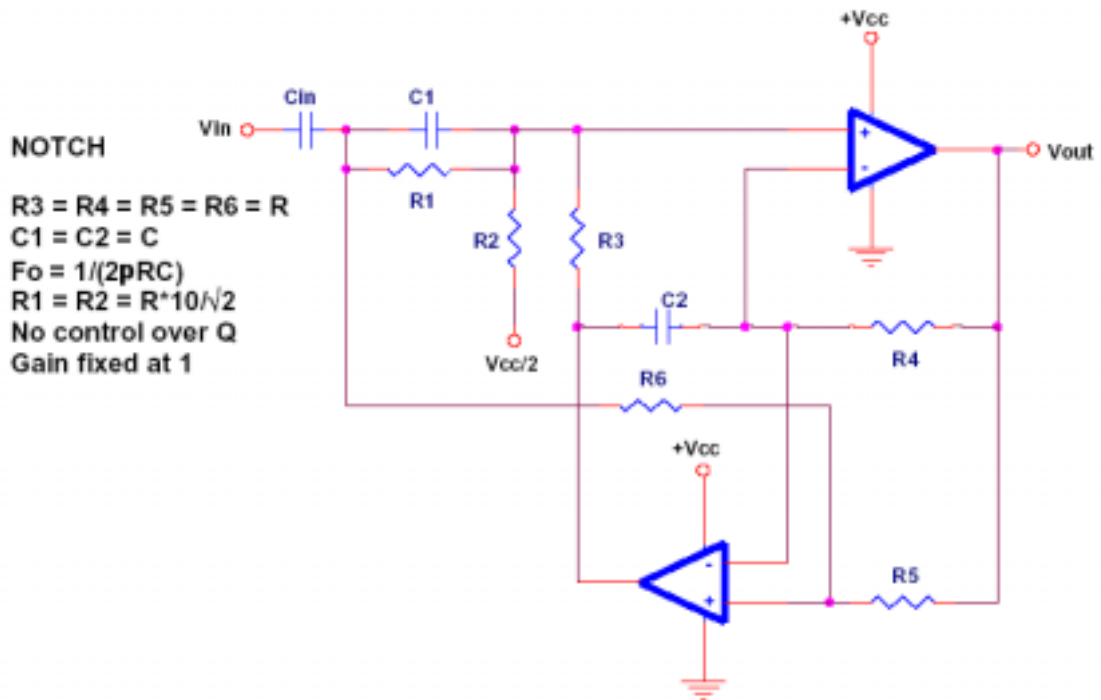 +Vcc
Cin
C1
Vin
NOTCH
+
-
Vout
R1
R3 = R4 = R5 = R6 = R
C1 = C2 = C
Fo = 1/(2pRC)
R1 = R2 = R*10/√2
No control over Q
Gain fixed at 1
R2
R3
C2
Vcc/2
R4
R6
+Vcc
-
+
R5